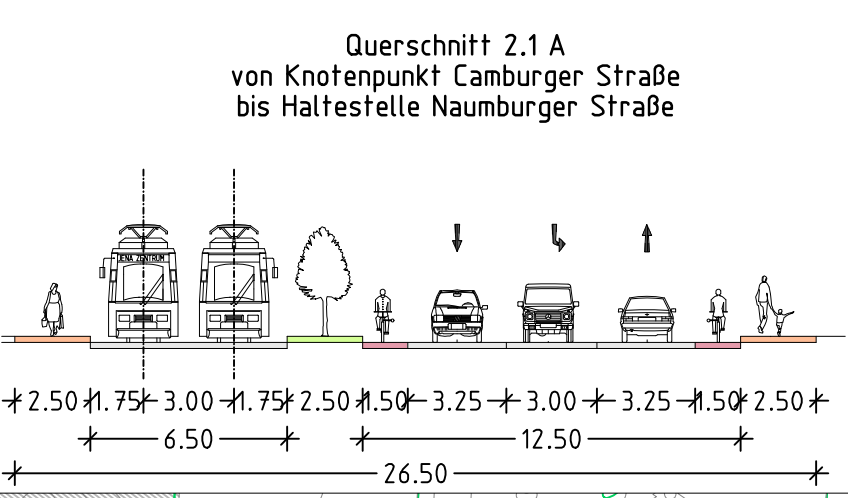 Querschnitt 2.1 A
von Knotenpunkt Camburger Straße
bis Haltestelle Naumburger Straße
JENA ZENTRUM
2.50 1.75 3.00 1.75 2.50 1.50 3.25 3.00 3.25 1.50 2.50
6.50 12.50
26.50